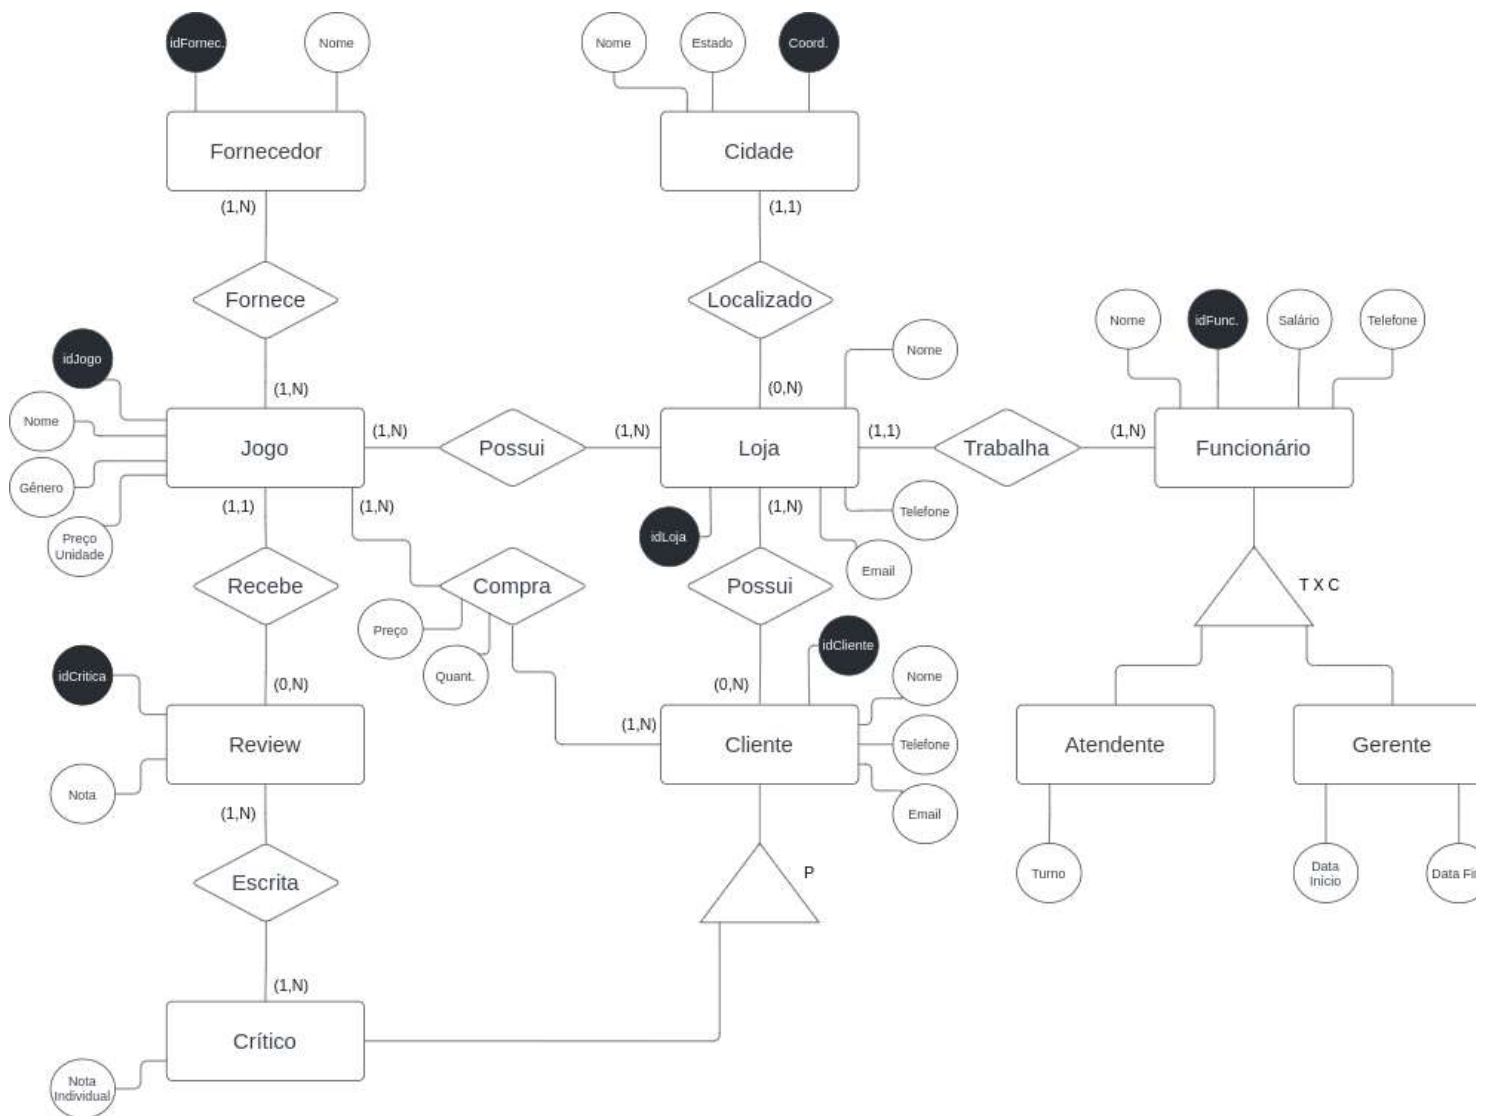 idFornec.
Nome
Nome
Estado
Coord.
Fornecedor
Cidade
(1,N)
(1,1)
Fornece
Localizado
Nome
idFunc.
Salário
Telefone
idJogo
Nome
(1,N)
(0,N)
Nome
Jogo
(1,N)
Possui
(1,N)
Loja
(1,1)
Trabalha
(1,N)
Funcionário
Gênero
Preço
Unidade
(1,1)
(1,N)
idLoja
(1,N)
Telefone
Email
Recebe
Compra
Possui
T X C
Preço
Quant.
idCliente
idCritica
(0,N)
(0,N)
Nome
(1,N)
Review
Cliente
Telefone
Atendente
Gerente
Nota
Email
(1,N)
Escrita
P
Turno
Data
Início
Data Fi
(1,N)
Crítico
Nota
Individual